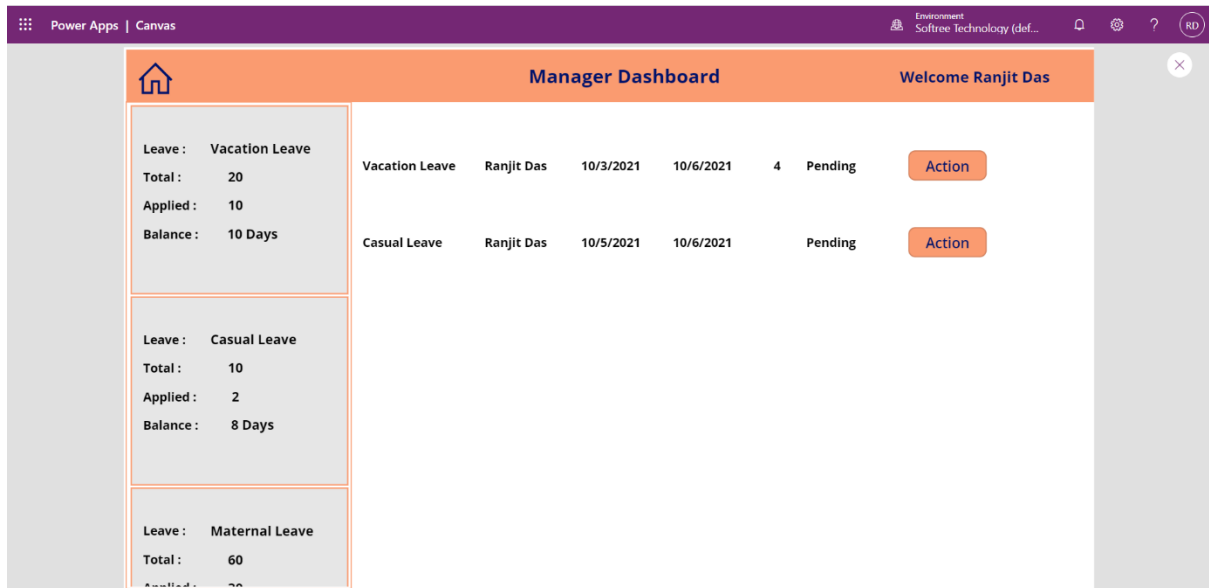 Power Apps | Canvas
Environment
Softree Technology (def...
?
RD
Manager Dashboard
Welcome Ranjit Das
Leave : Vacation Leave
Total : 20
Applied : 10
Balance : 10 Days
Vacation Leave Ranjit Das 10/3/2021 10/6/2021 4 Pending Action
Casual Leave Ranjit Das 10/5/2021 10/6/2021 Pending Action
Leave : Casual Leave
Total : 10
Applied : 2
Balance : 8 Days
Leave : Maternal Leave
Total : 60